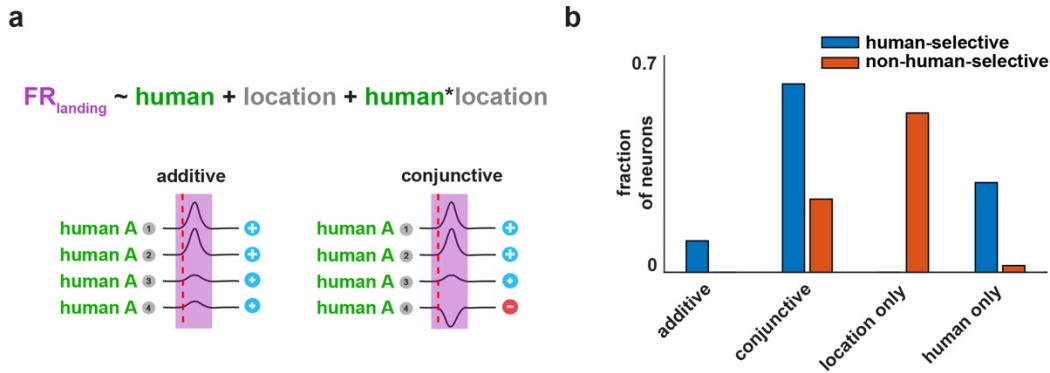 a
FR landing ~ human + location + human*location
additive
human A 1 +
human A 2 +
human A 3 +
human A 4 +
conjunctive
human A 1 +
human A 2 +
human A 3 +
human A 4 −
b
human-selective
non-human-selective
0.7
fraction
of neurons
0
additive
conjunctive
location only
human only